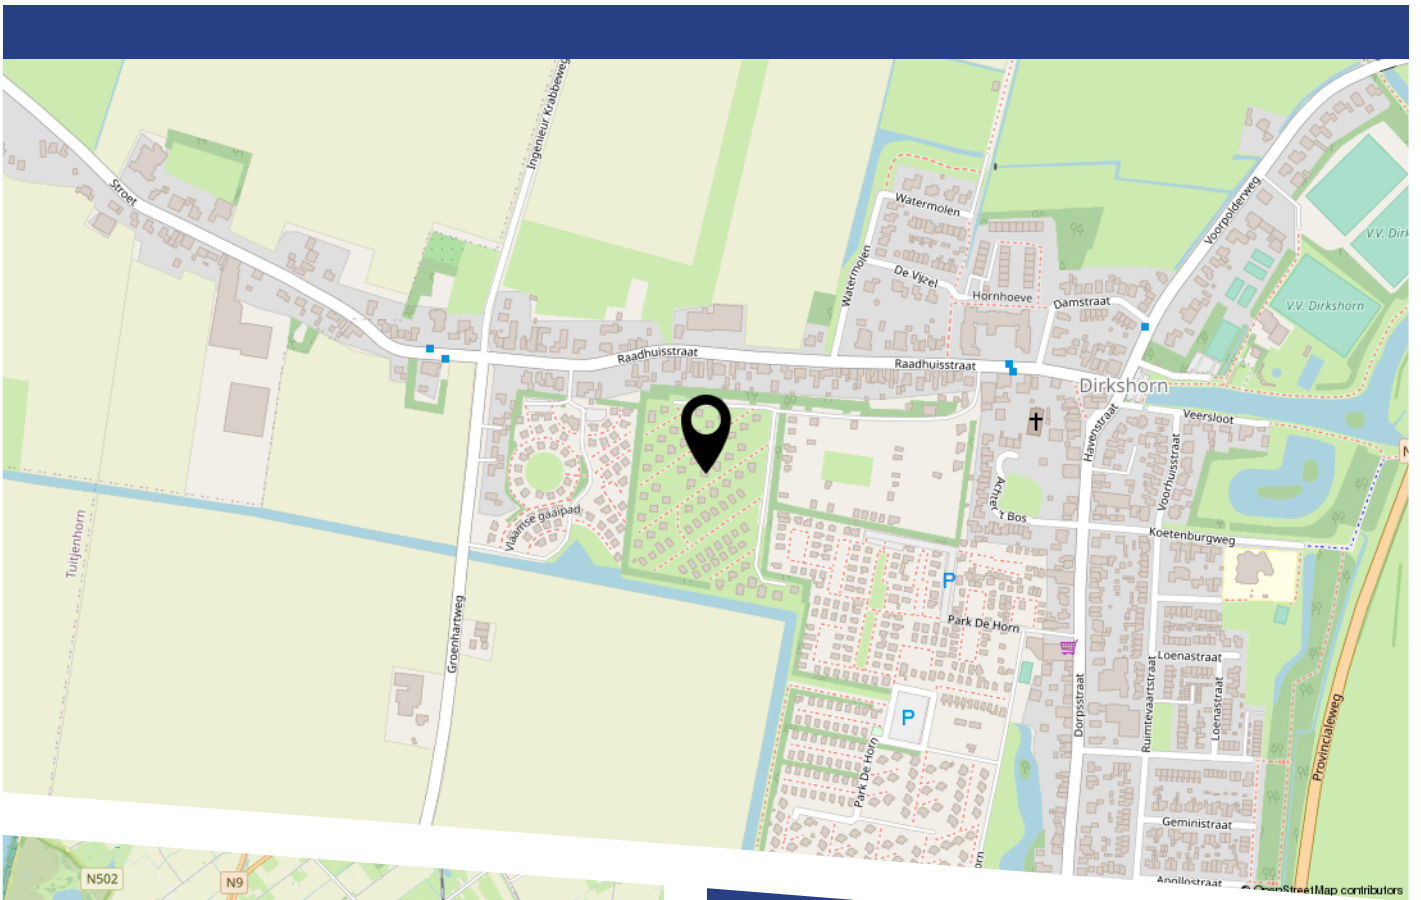 Ingenieur Krabbeweg
Stroet
Watermolen
Watermolen
De Vijzel
Hornhoeve
Damstraat
Voorpolderweg
V.V. Dirk
V.V. Dirkshorn
Raadhuisstraat
Raadhuisstraat
Dirkshorn
Havenstraat
Veersloot
Voorhuisstraat
N
Achter 't Bos
Koetenburgweg
Vlaamse gaaipad
Tuitjenhorn
P
Park De Horn
Groenhartweg
Loenastraat
Loenastraat
Dorpsstraat
Ruimtevaartstraat
P
Park De Horn
Provincialeweg
Geministraat
orn
Apollostraat
© OpenStreetMap contributors
N502
N9